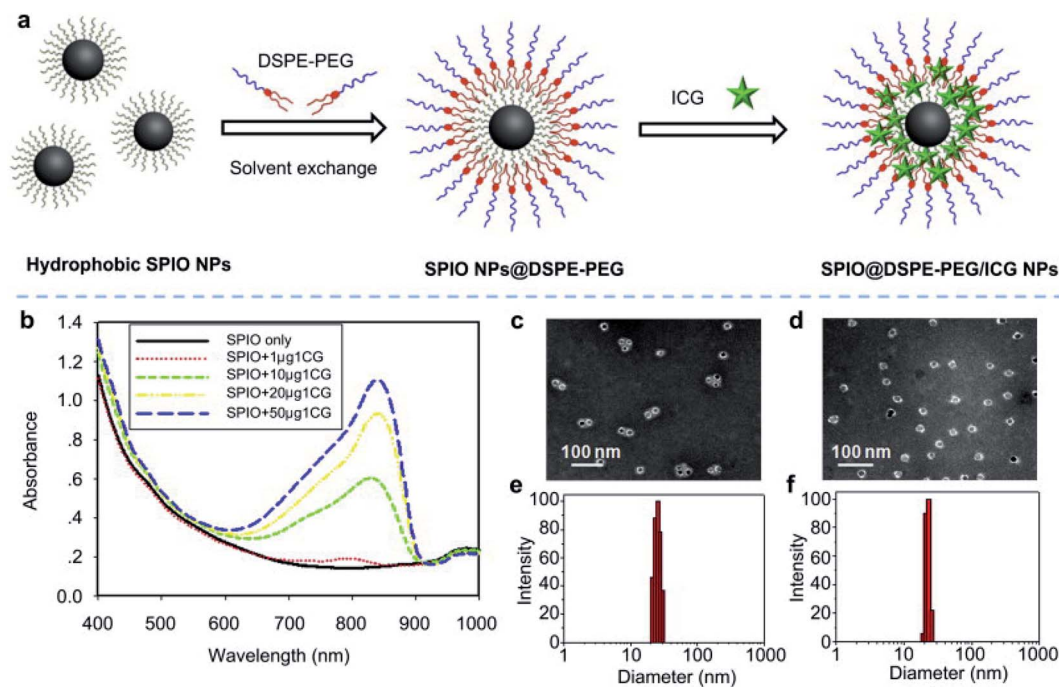 a
DSPE-PEG
Solvent exchange
ICG
Hydrophobic SPIO NPs
SPIO NPs@DSPE-PEG
SPIO@DSPE-PEG/ICG NPs
b
1.4
1.2
1.0
.8
.6
.4
.2
0.0
Absorbance
SPIO only
SPIO+1µg1CG
SPIO+10µg1CG
SPIO+20µg1CG
SPIO+50µg1CG
400 500 600 700 800 900 1000
Wavelength (nm)
c
100 nm
d
100 nm
e
100
80
60
40
20
0
Intensity
1 10 100 1000
Diameter (nm)
f
100
80
60
40
20
0
Intensity
1 10 100 1000
Diameter (nm)